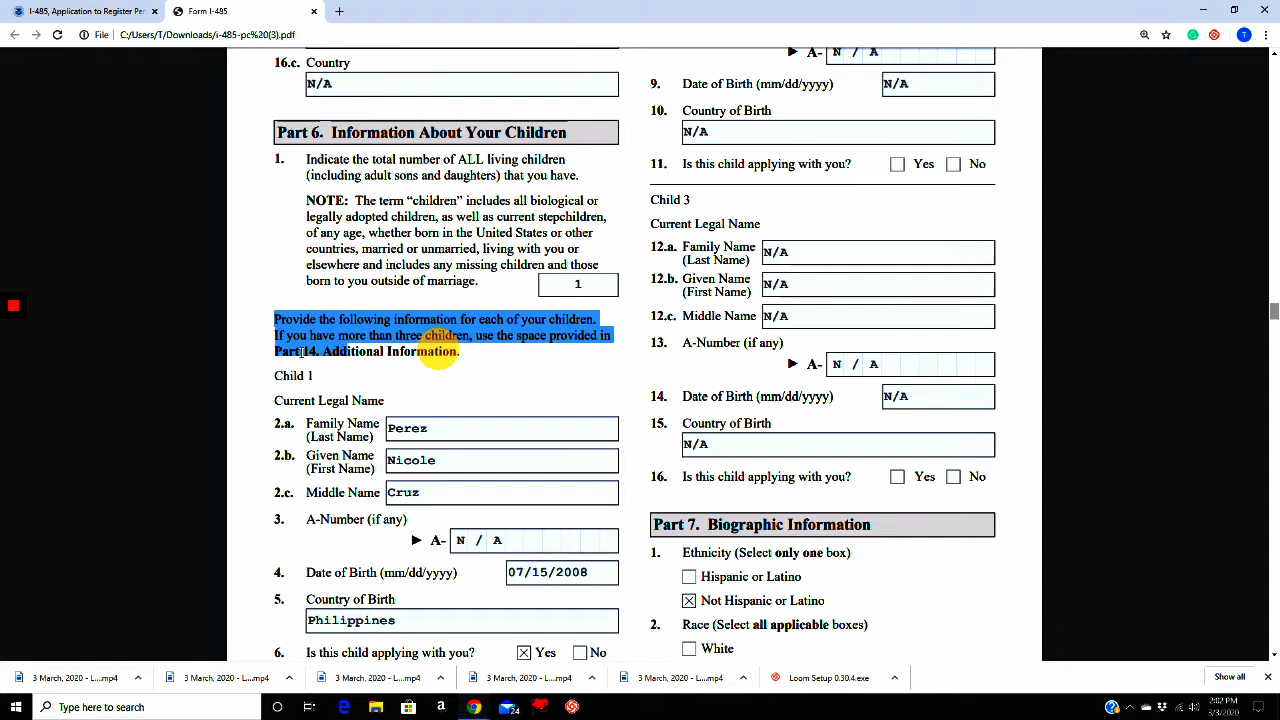 I-485, Application to Register Per
Form I-485
File
C:/Users/T/Downloads/i-485-pc%20(3).pdf
T
16.c. Country
N/A
Part 6. Information About Your Children
1. Indicate the total number of ALL living children
(including adult sons and daughters) that you have.
NOTE: The term “children” includes all biological or
legally adopted children, as well as current stepchildren,
of any age, whether born in the United States or other
countries, married or unmarried, living with you or
elsewhere and includes any missing children and those
born to you outside of marriage.
1
Provide the following information for each of your children.
If you have more than three children, use the space provided in
Part 14. Additional Information.
Child 1
Current Legal Name
2.a. Family Name
(Last Name)
Perez
2.b. Given Name
(First Name)
Nicole
2.c. Middle Name
Cruz
3. A-Number (if any)
► A- N / A
4. Date of Birth (mm/dd/yyyy)
07/15/2008
5. Country of Birth
Philippines
6. Is this child applying with you?
Yes
No
► A- N / A
9. Date of Birth (mm/dd/yyyy)
N/A
10. Country of Birth
N/A
11. Is this child applying with you?
Yes
No
Child 3
Current Legal Name
12.a. Family Name
(Last Name)
N/A
12.b. Given Name
(First Name)
N/A
12.c. Middle Name
N/A
13. A-Number (if any)
► A- N / A
14. Date of Birth (mm/dd/yyyy)
N/A
15. Country of Birth
N/A
16. Is this child applying with you?
Yes
No
Part 7. Biographic Information
1. Ethnicity (Select only one box)
Hispanic or Latino
Not Hispanic or Latino
2. Race (Select all applicable boxes)
White
3 March, 2020 - L....mp4
3 March, 2020 - L....mp4
3 March, 2020 - L....mp4
3 March, 2020 - L....mp4
3 March, 2020 - L....mp4
Loom Setup 0.30.4.exe
Show all
Type here to search
24
2:02 PM
3/3/2020